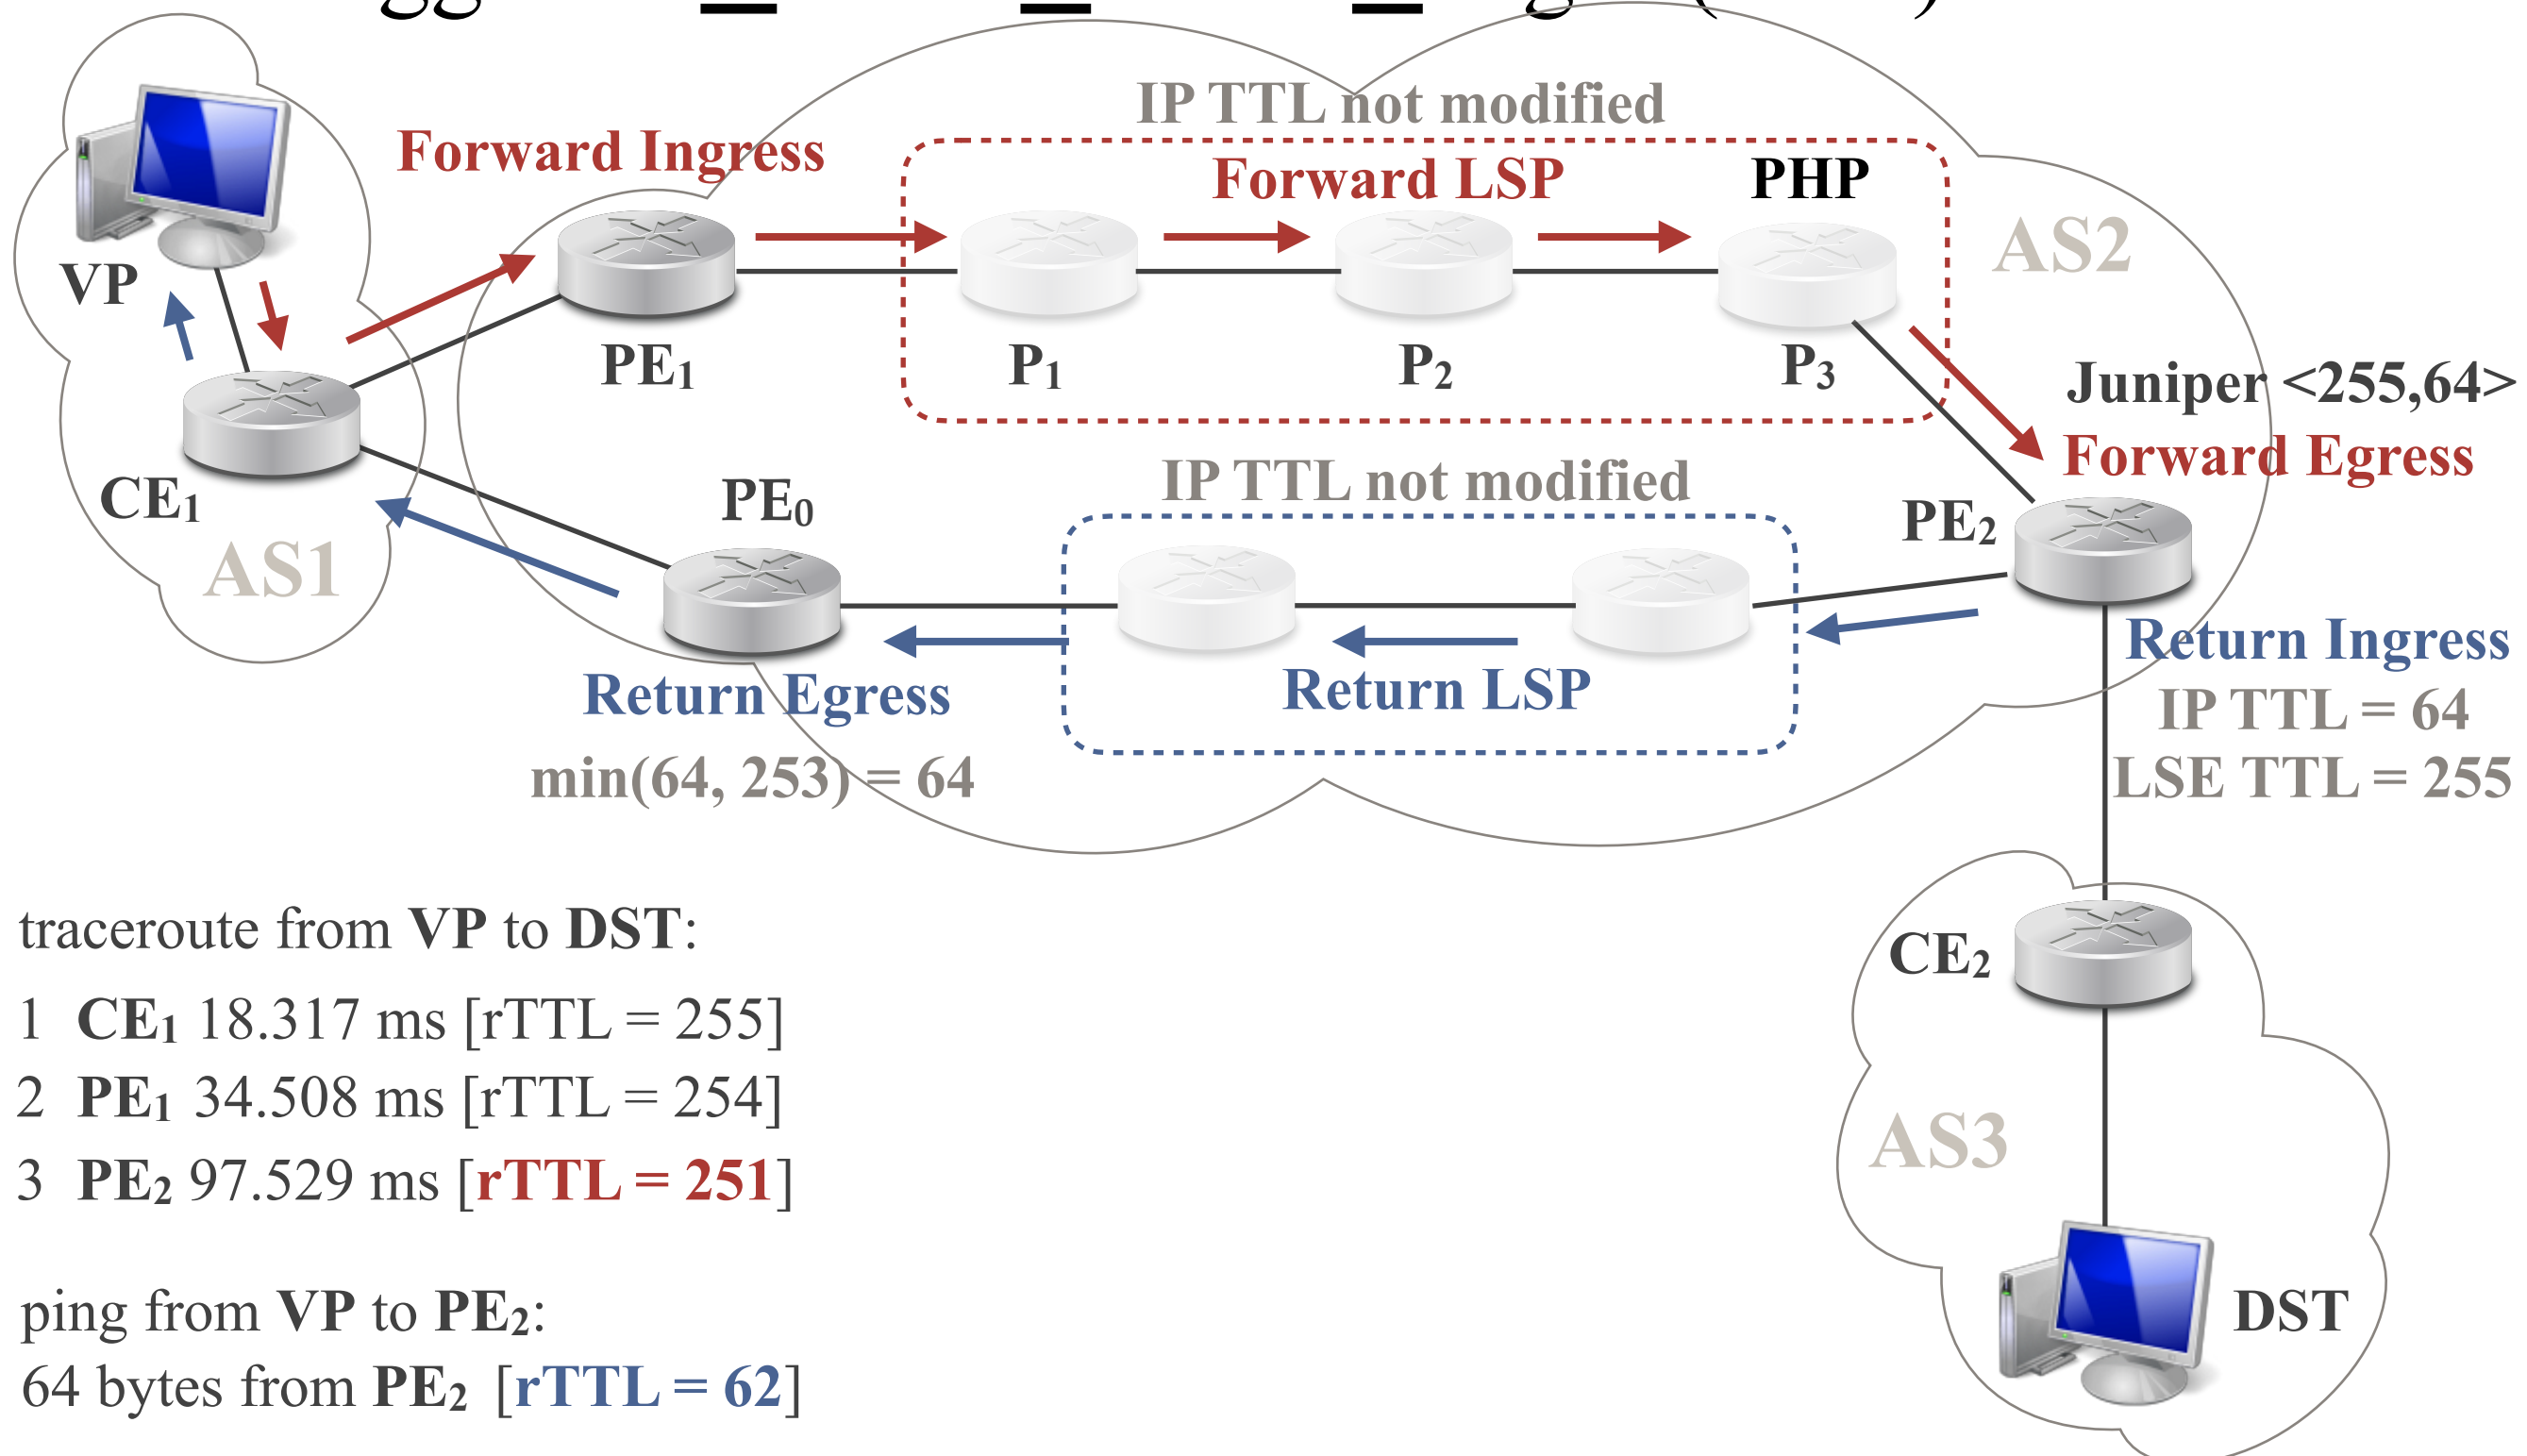 IP TTL not modified
Forward Ingress
Forward LSP
PHP
AS2
VP
PE1
P1
P2
P3
Juniper <255,64>
Forward Egress
CE1
PE0
IP TTL not modified
PE2
AS1
Return Ingress
Return Egress
Return LSP
IP TTL = 64
min(64, 253) = 64
LSE TTL = 255
traceroute from VP to DST:
1 CE1 18.317 ms [rTTL = 255]
2 PE1 34.508 ms [rTTL = 254]
3 PE2 97.529 ms [rTTL = 251]
CE2
AS3
ping from VP to PE2:
64 bytes from PE2 [rTTL = 62]
DST